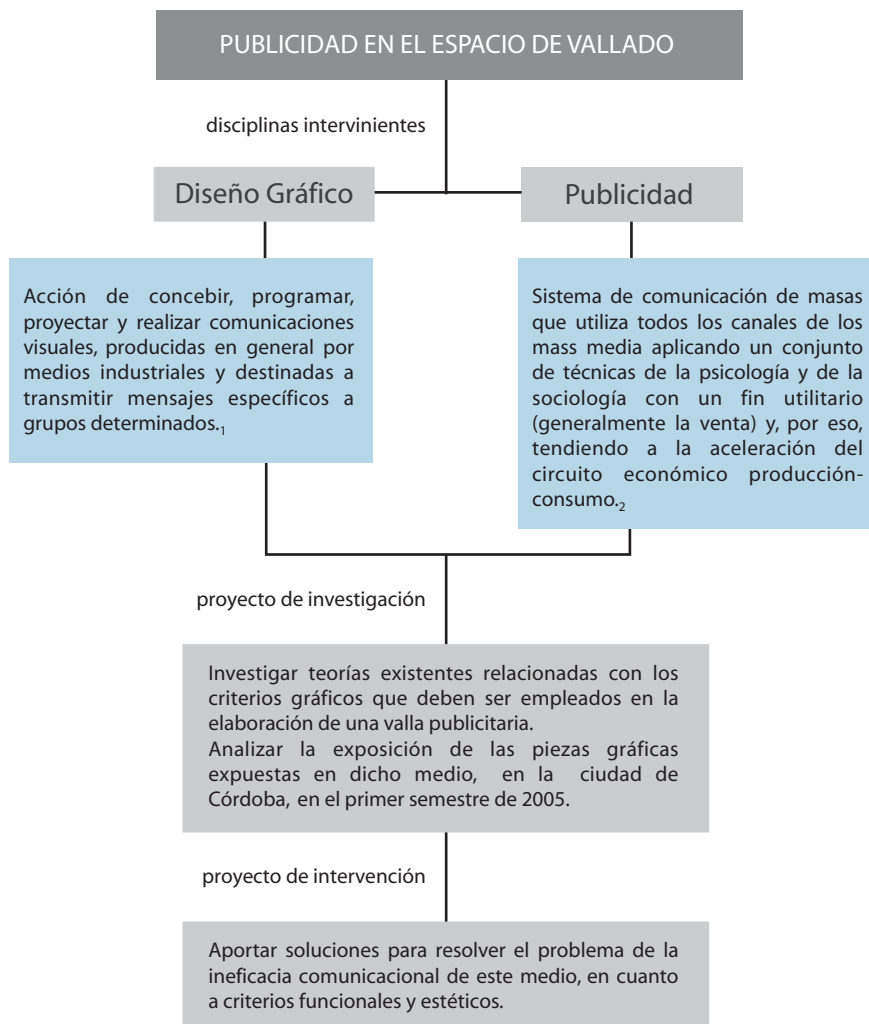 PUBLICIDAD EN EL ESPACIO DE VALLADO
disciplinas intervinientes
Diseño Gráfico
Publicidad
Acción de concebir, programar,
proyectar y realizar comunicaciones
visuales, producidas en general por
medios industriales y destinadas a
transmitir mensajes específicos a
grupos determinados.1
Sistema de comunicación de masas
que utiliza todos los canales de los
mass media aplicando un conjunto
de técnicas de la psicología y de la
sociología con un fin utilitario
(generalmente la venta) y, por eso,
tendiendo a la aceleración del
circuito económico producción-
consumo.2
proyecto de investigación
Investigar teorías existentes relacionadas con los
criterios gráficos que deben ser empleados en la
elaboración de una valla publicitaria.
Analizar la exposición de las piezas gráficas
expuestas en dicho medio, en la ciudad de
Córdoba, en el primer semestre de 2005.
proyecto de intervención
Aportar soluciones para resolver el problema de la
ineficacia comunicacional de este medio, en cuanto
a criterios funcionales y estéticos.